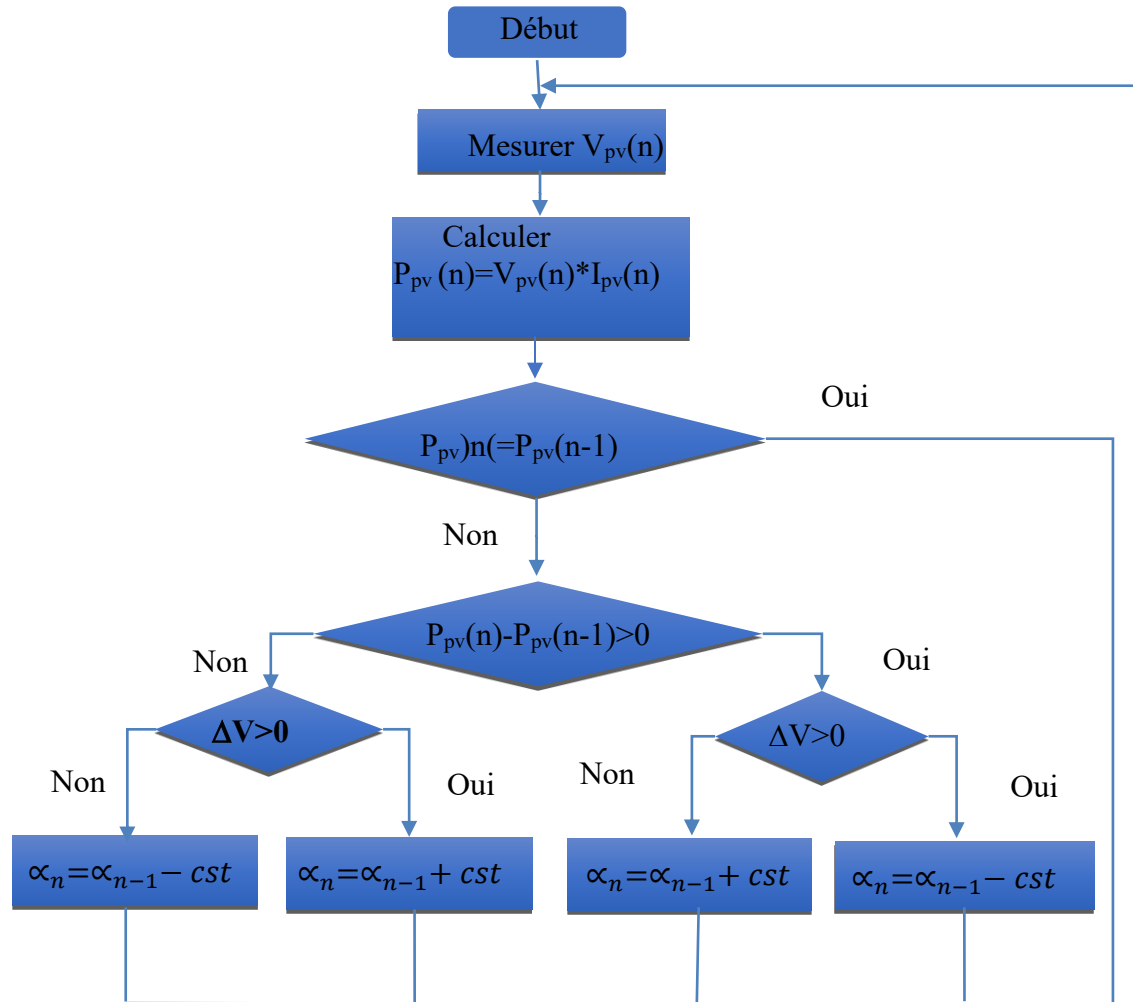 Début
Mesurer Vpv(n)
Calculer
Ppv (n)=Vpv(n)*Ipv(n)
Oui
Ppv)n(=Ppv(n-1)
Non
Ppv(n)-Ppv(n-1)>0
Non
Oui
ΔV>0
ΔV>0
Non
Oui
Non
Oui
∝n=∝n−1− cst
∝n=∝n−1+ cst
∝n=∝n−1+ cst
∝n=∝n−1− cst